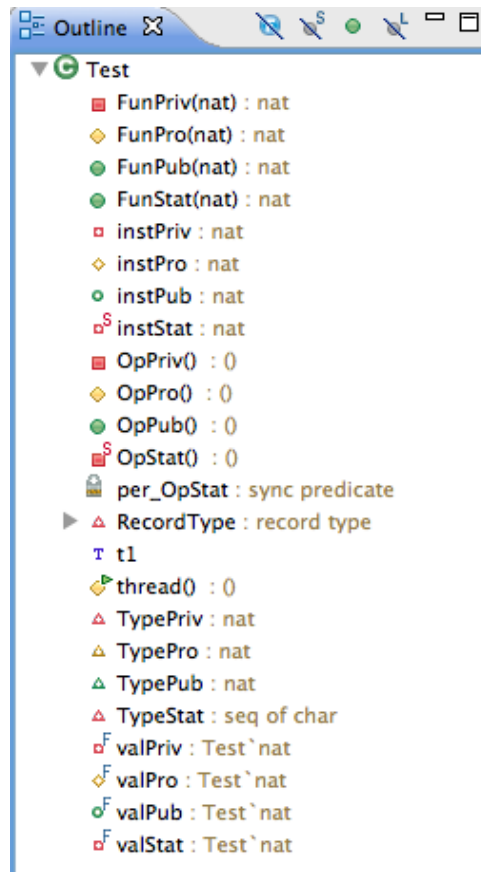 Outline
Test
FunPriv(nat) : nat
FunPro(nat) : nat
FunPub(nat) : nat
FunStat(nat) : nat
instPriv : nat
instPro : nat
instPub : nat
instStat : nat
OpPriv() : ()
OpPro() : ()
OpPub() : ()
OpStat() : ()
per_OpStat : sync predicate
RecordType : record type
t1
thread() : ()
TypePriv : nat
TypePro : nat
TypePub : nat
TypeStat : seq of char
valPriv : Test`nat
valPro : Test`nat
valPub : Test`nat
valStat : Test`nat